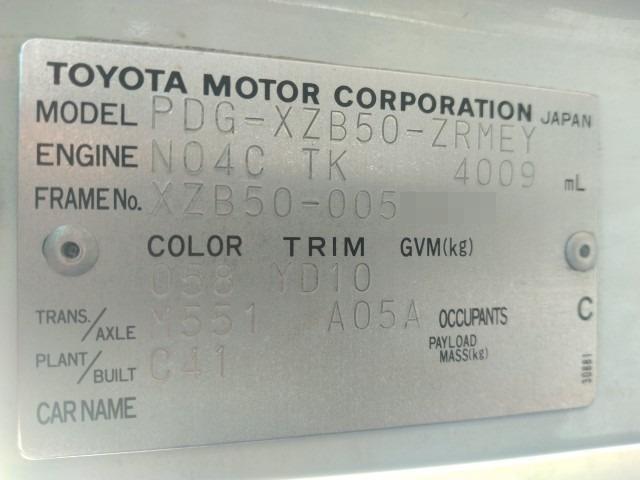 TOYOTA MOTOR CORPORATION JAPAN
MODEL PDG-XZB50-ZRMEY
ENGINE N04C TK 4009 mL
FRAME No. XZB50-005
COLOR TRIM GVM(kg)
058 YD10
TRANS./AXLE M551 A05A OCCUPANTS C
PAYLOAD
MASS(kg)
PLANT/BUILT C41
30881
CAR NAME